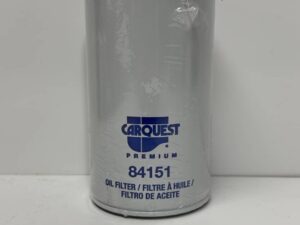 CARQUEST
PREMIUM
84151
OIL FILTER / FILTRE À HUILE /
FILTRO DE ACEITE